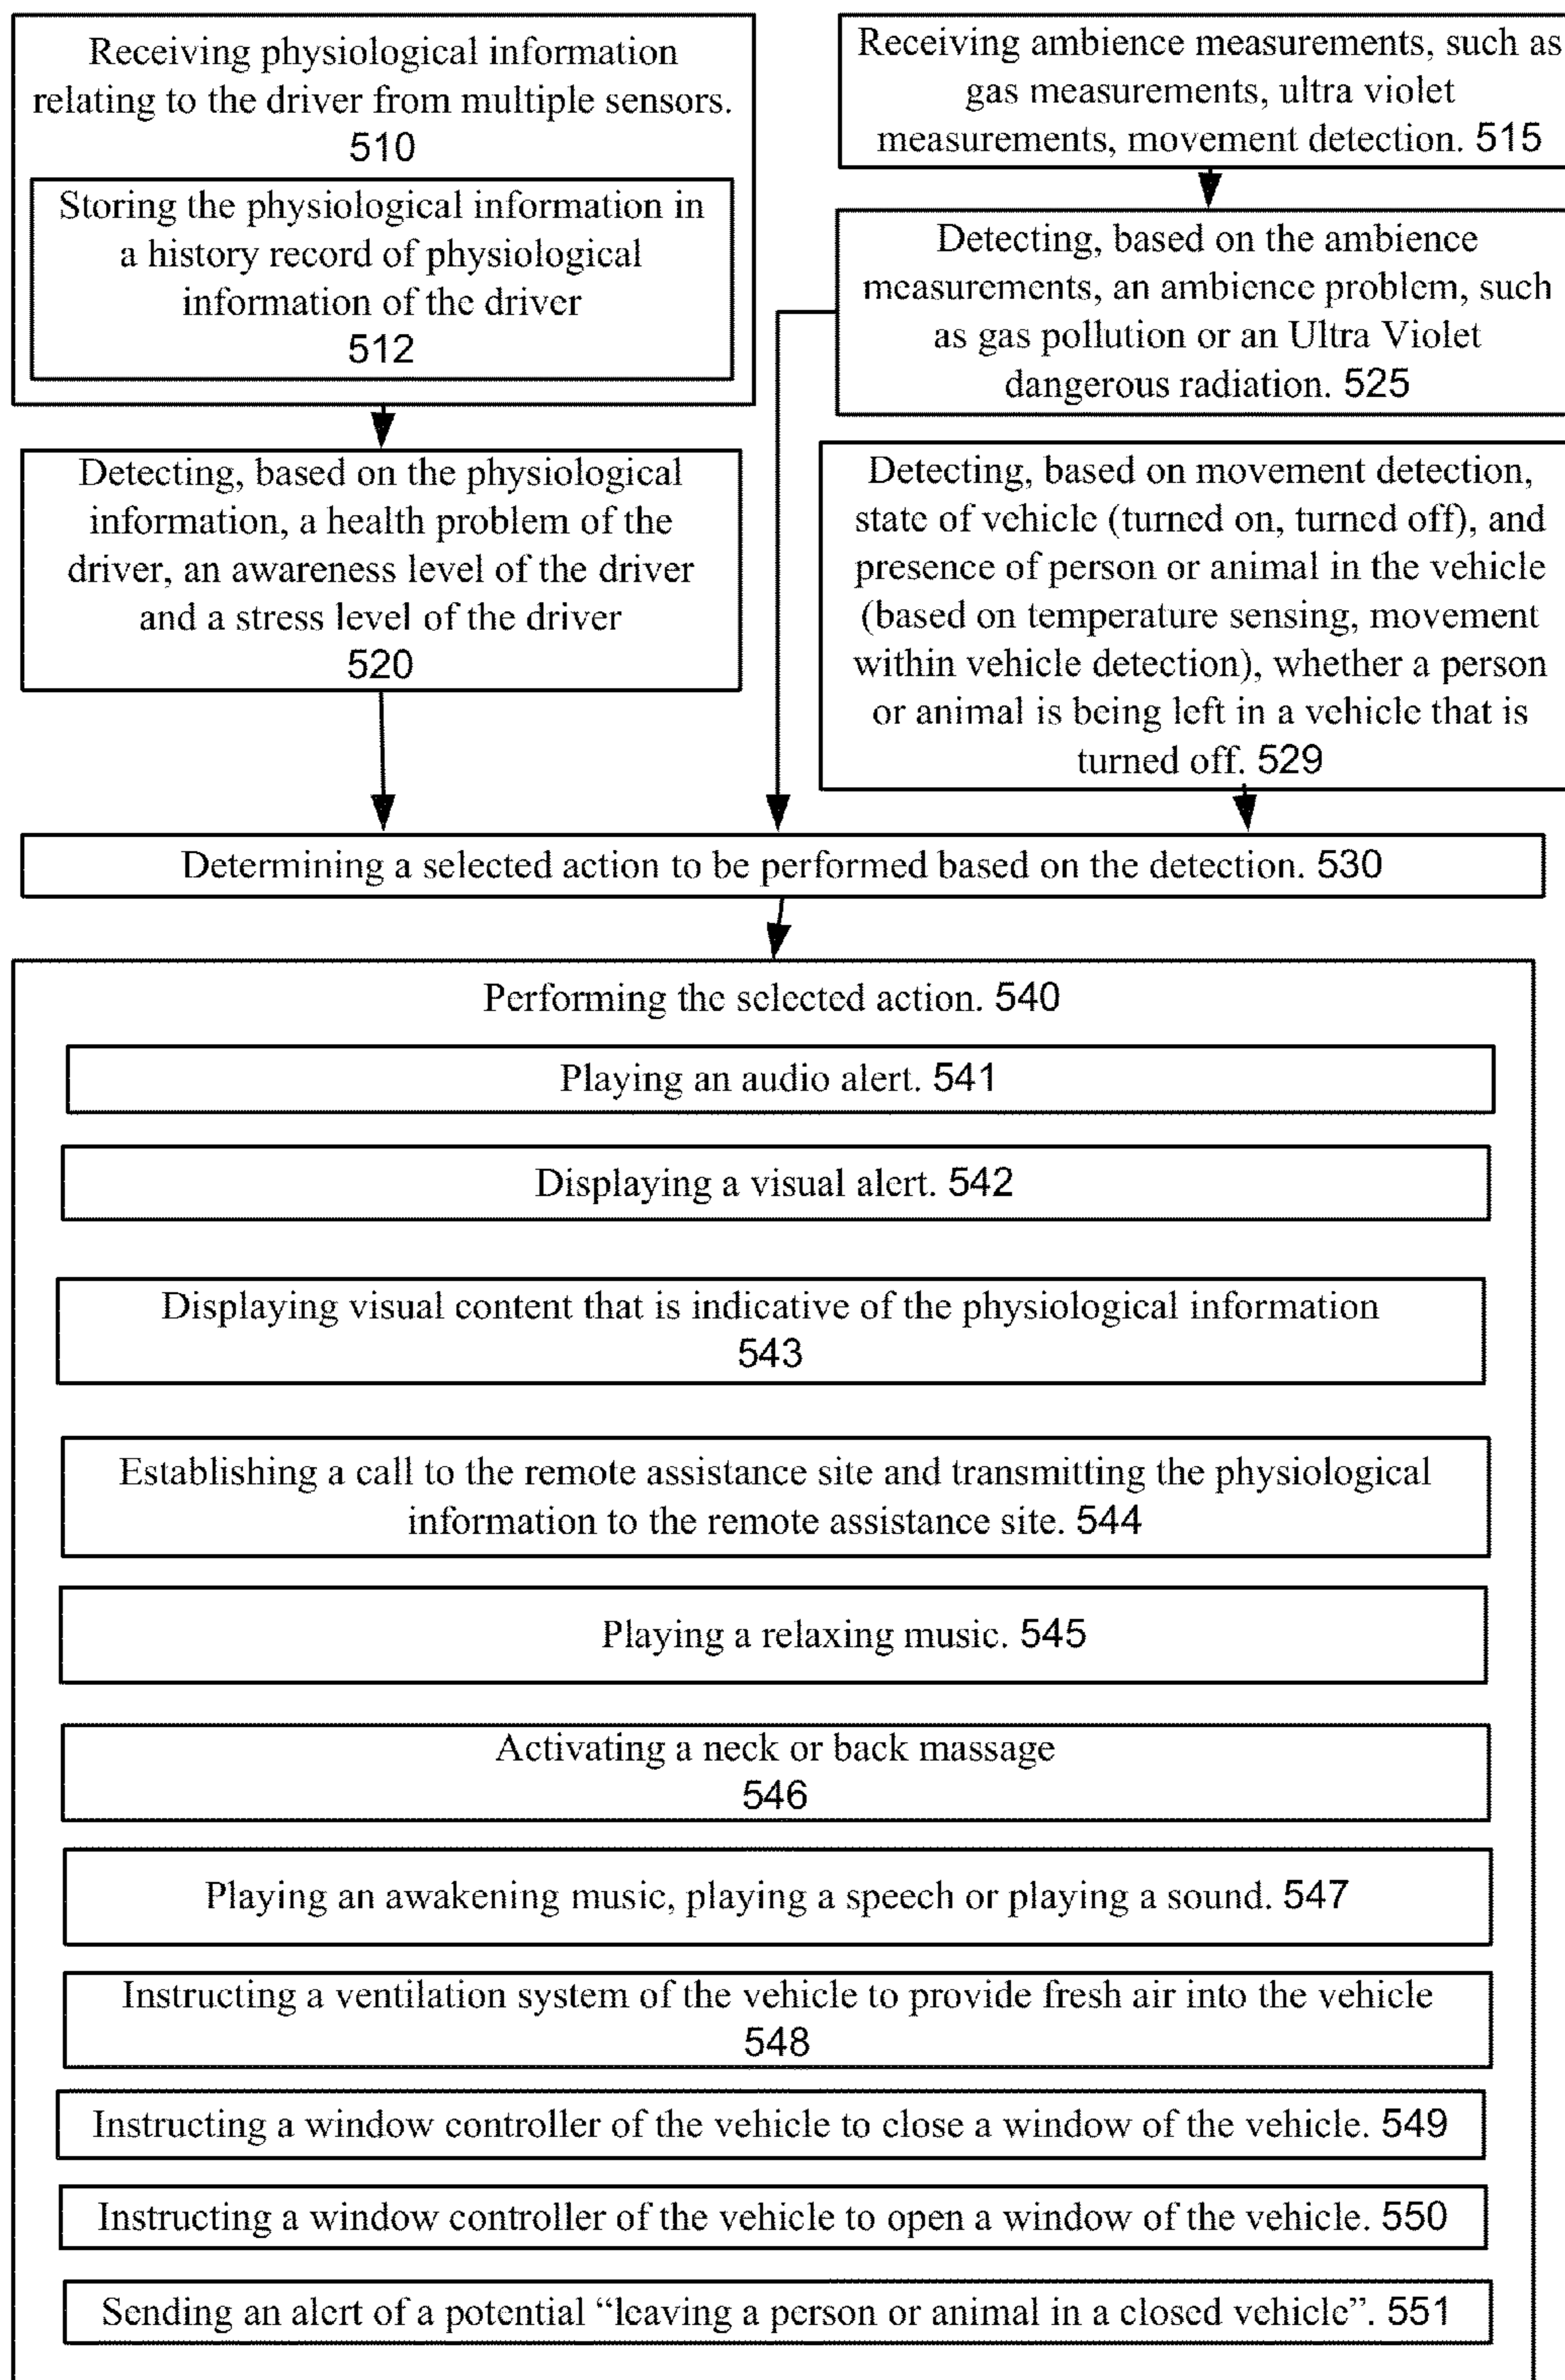 Receiving physiological information
relating to the driver from multiple sensors.
510
Storing the physiological information in
a history record of physiological
information of the driver
512
Receiving ambience measurements, such as
gas measurements, ultra violet
measurements, movement detection. 515
Detecting, based on the ambience
measurements, an ambience problem, such
as gas pollution or an Ultra Violet
dangerous radiation. 525
Detecting, based on the physiological
information, a health problem of the
driver, an awareness level of the driver
and a stress level of the driver
520
Detecting, based on movement detection,
state of vehicle (turned on, turned off), and
presence of person or animal in the vehicle
(based on temperature sensing, movement
within vehicle detection), whether a person
or animal is being left in a vehicle that is
turned off. 529
Determining a selected action to be performed based on the detection. 530
Performing the selected action. 540
Playing an audio alert. 541
Displaying a visual alert. 542
Displaying visual content that is indicative of the physiological information
543
Establishing a call to the remote assistance site and transmitting the physiological
information to the remote assistance site. 544
Playing a relaxing music. 545
Activating a neck or back massage
546
Playing an awakening music, playing a speech or playing a sound. 547
Instructing a ventilation system of the vehicle to provide fresh air into the vehicle
548
Instructing a window controller of the vehicle to close a window of the vehicle. 549
Instructing a window controller of the vehicle to open a window of the vehicle. 550
Sending an alert of a potential “leaving a person or animal in a closed vehicle”. 551